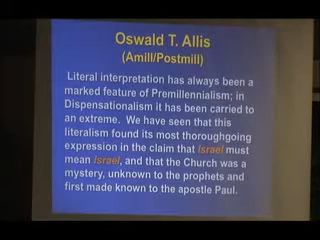 Oswald T. Allis
(Amill/Postmill)
Literal interpretation has always been a
marked feature of Premillennialism; in
Dispensationalism it has been carried to
an extreme. We have seen that this
literalism found its most thoroughgoing
expression in the claim that Israel must
mean Israel, and that the Church was a
mystery, unknown to the prophets and
first made known to the apostle Paul.